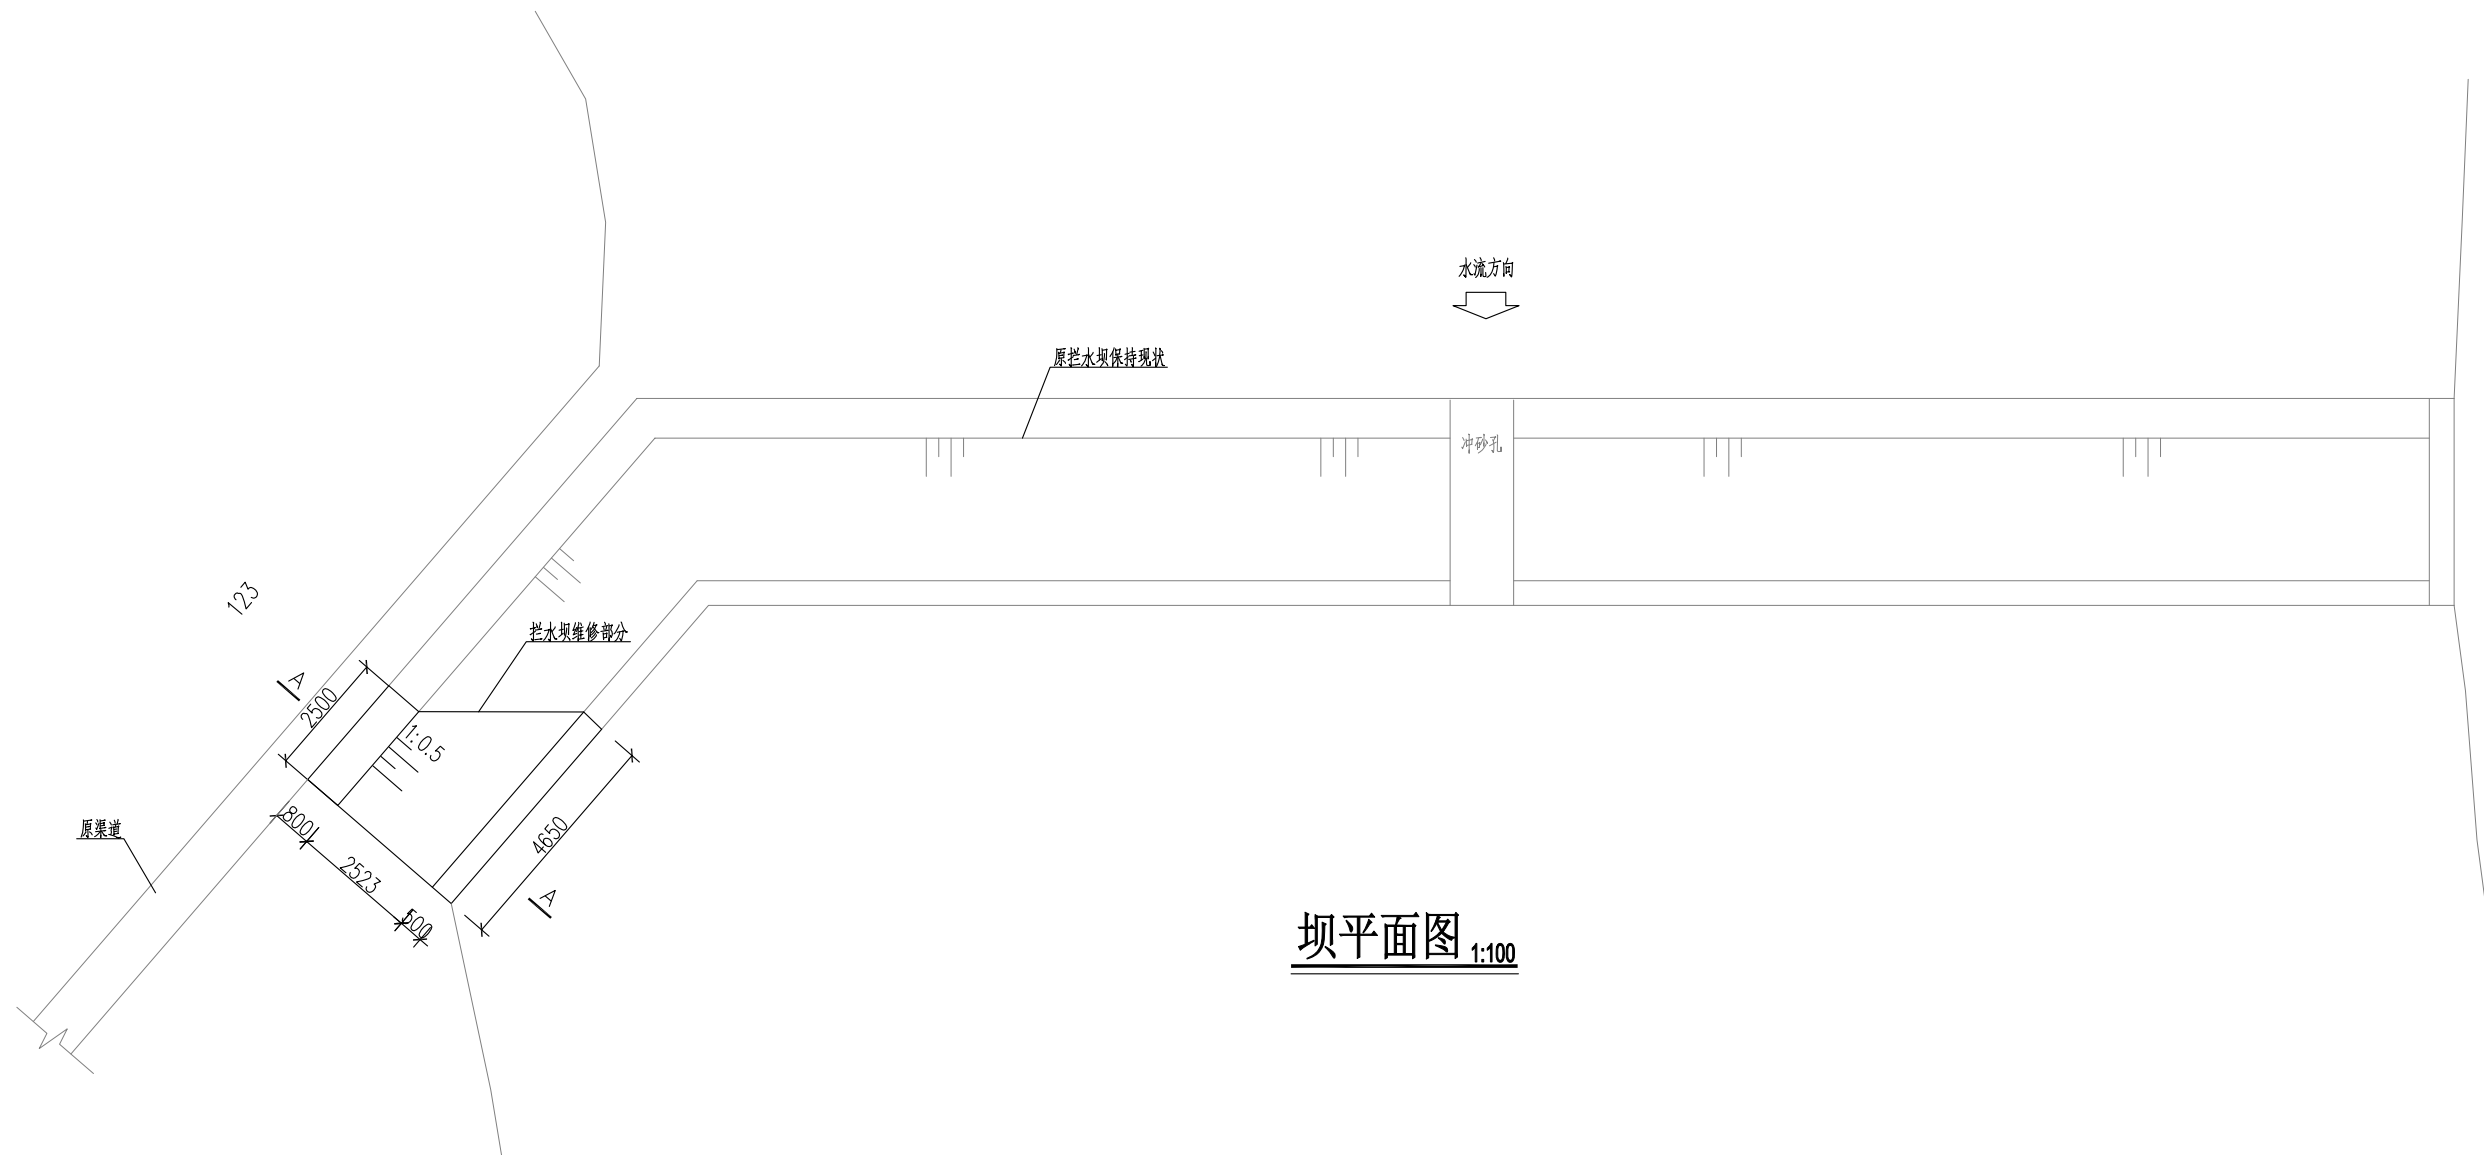 水流方向
原拦水坝保持现状
冲砂孔
123
拦水坝维修部分
A
2500
1:0.5
原渠道
800
2523
500
4650
A
坝平面图 1:100